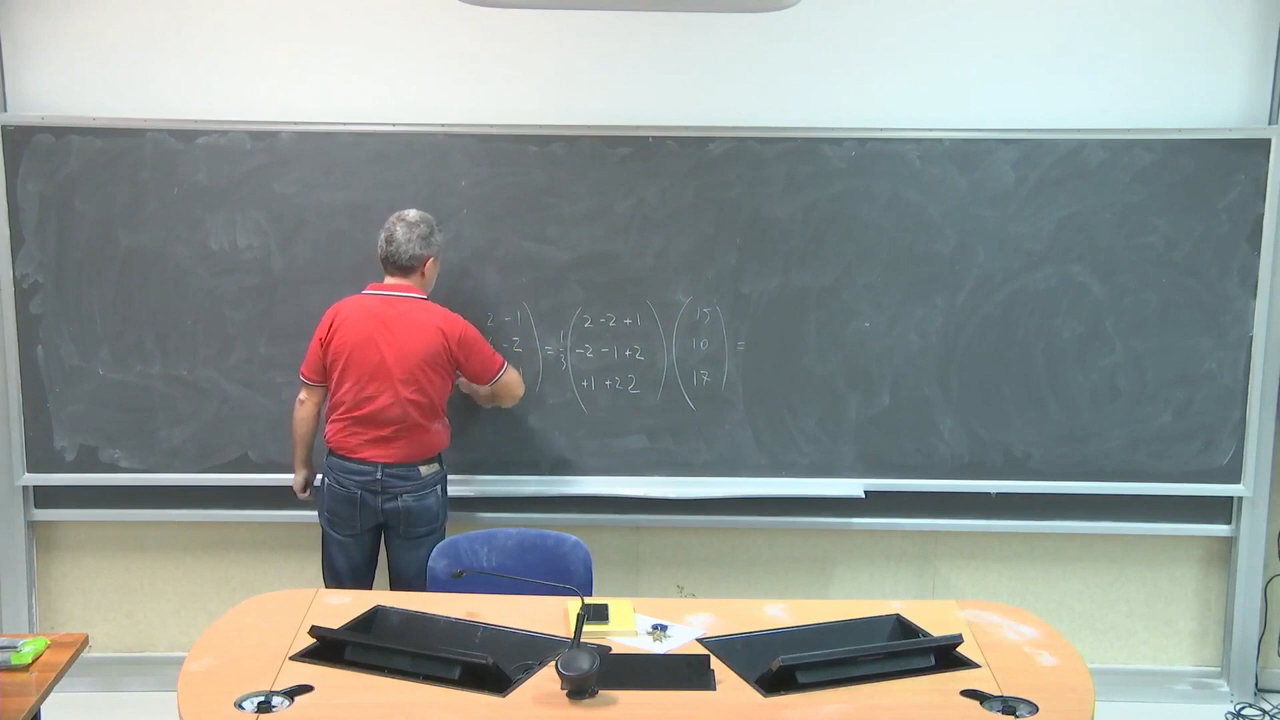 2 -1
-2
= 1/3 ( 2 -2 +1 ) ( 15 ) =
-2 -1 +2 10
+1 +2 2 17